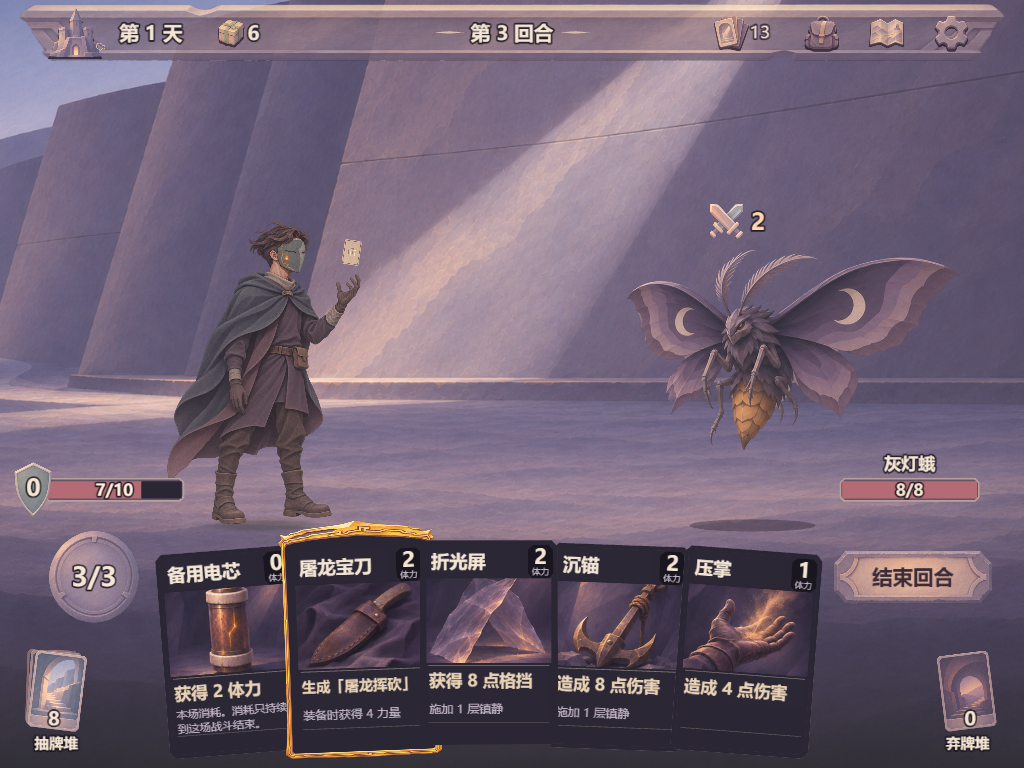 第 1 天
6
第 3 回合
/13
2
灰灯蛾
8/8
0
7/10
3/3
备用电芯
0
体力
获得 2 体力
本场消耗。消耗只持续
到这场战斗结束。
屠龙宝刀
2
体力
生成「屠龙挥砍」
装备时获得 4 力量
折光屏
2
体力
获得 8 点格挡
施加 1 层镇静
沉锚
2
体力
造成 8 点伤害
施加 1 层镇静
压掌
1
体力
造成 4 点伤害
结束回合
8
抽牌堆
0
弃牌堆